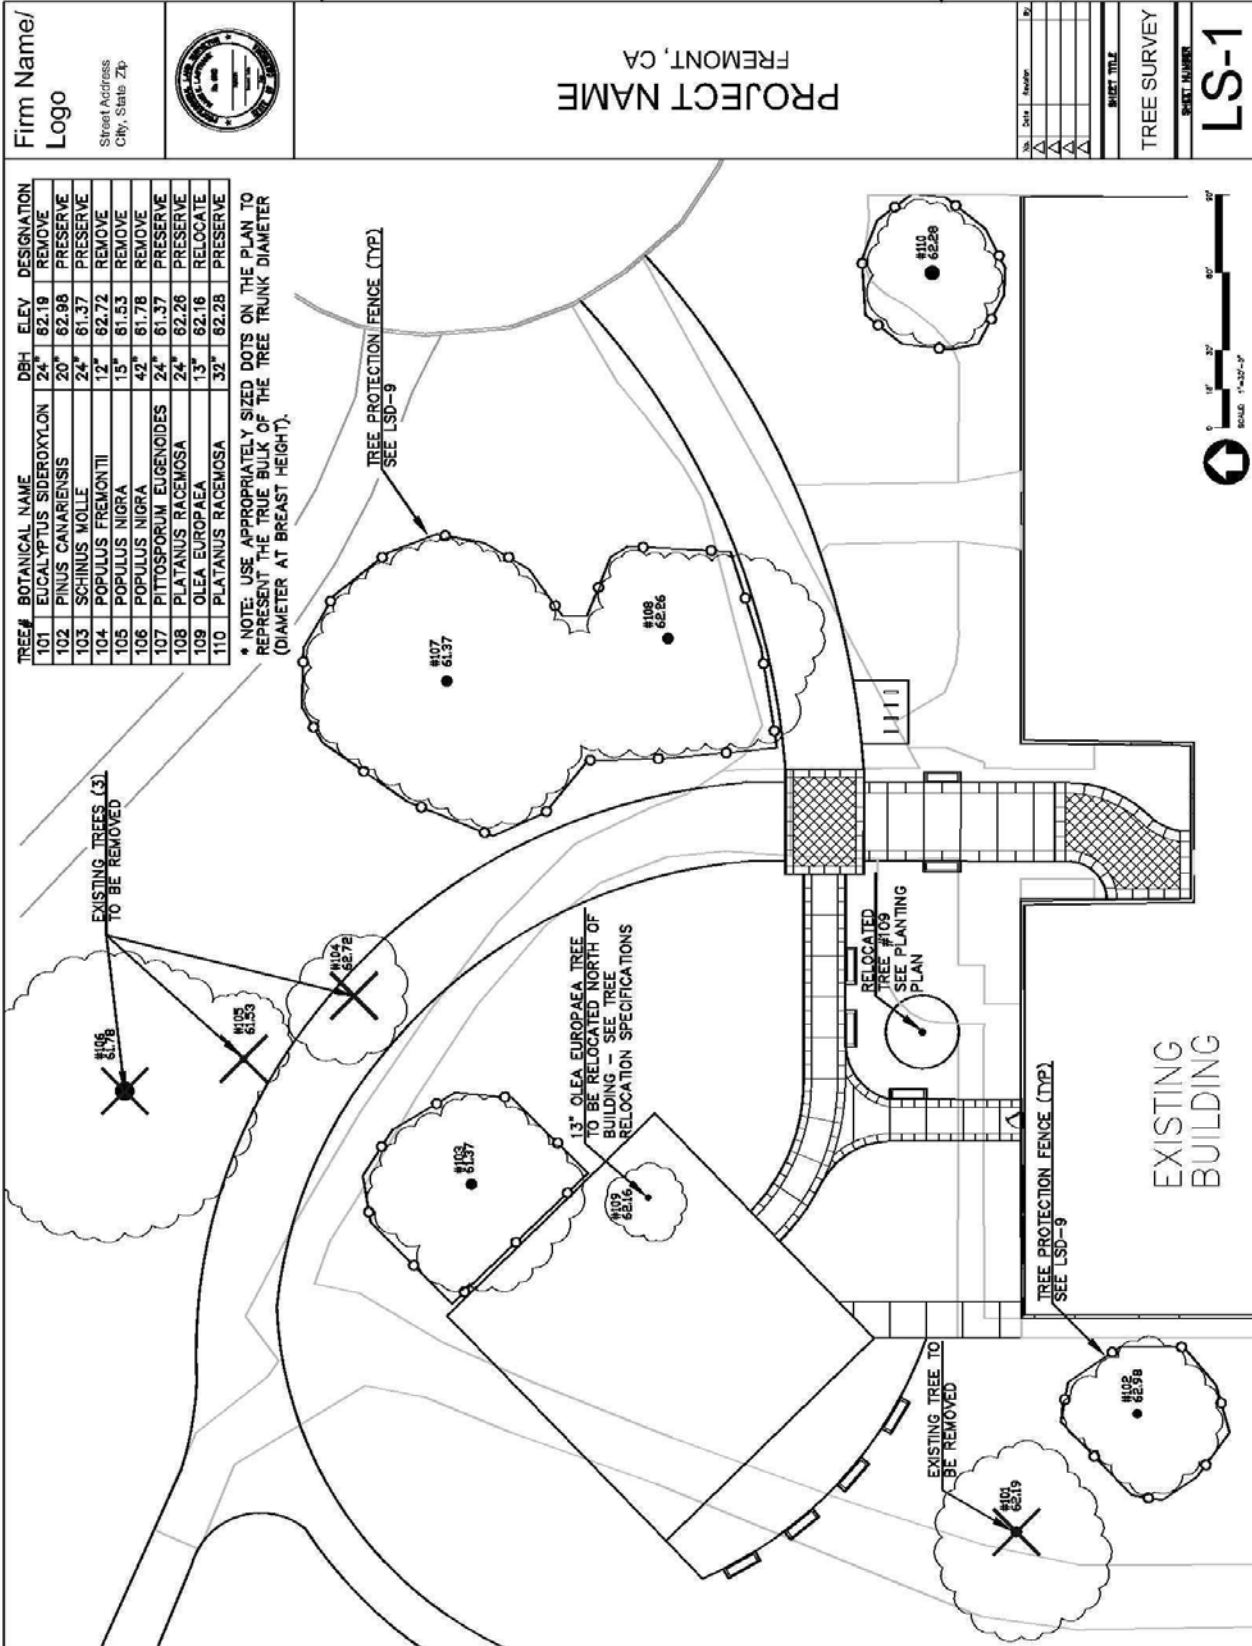 Firm Name/
Logo
Street Address
City, State Zip
PROJECT NAME
FREMONT, CA
No. Date Revision By
SHEET TITLE
TREE SURVEY
SHEET NUMBER
LS-1
TREE# BOTANICAL NAME DBH ELEV DESIGNATION
101 EUCALYPTUS SIDEROXYLON 24" 62.19 REMOVE
102 PINUS CANARIENSIS 20" 62.98 PRESERVE
103 SCHINUS MOLLE 24" 61.37 PRESERVE
104 POPULUS FREMONTII 12" 62.72 REMOVE
105 POPULUS NIGRA 15" 61.53 REMOVE
106 POPULUS NIGRA 42" 61.78 REMOVE
107 PITTOSPORUM EUGENOIDES 24" 61.37 PRESERVE
108 PLATANUS RACEMOSA 24" 62.26 PRESERVE
109 OLEA EUROPAEA 13" 62.16 RELOCATE
110 PLATANUS RACEMOSA 32" 62.28 PRESERVE
* NOTE: USE APPROPRIATELY SIZED DOTS ON THE PLAN TO
REPRESENT THE TRUE BULK OF THE TREE TRUNK DIAMETER
(DIAMETER AT BREAST HEIGHT).
EXISTING TREES (3)
TO BE REMOVED
TREE PROTECTION FENCE (TYP)
SEE LSD-9
#106
61.78
#105
61.53
#104
62.72
#107
61.37
#108
62.26
#110
62.28
#103
61.37
#109
62.16
13" OLEA EUROPAEA TREE
TO BE RELOCATED NORTH OF
BUILDING - SEE TREE
RELOCATION SPECIFICATIONS
RELOCATED
TREE #109
SEE PLANTING
PLAN
EXISTING TREE TO
BE REMOVED
#101
62.19
TREE PROTECTION FENCE (TYP)
SEE LSD-9
#102
62.98
EXISTING
BUILDING